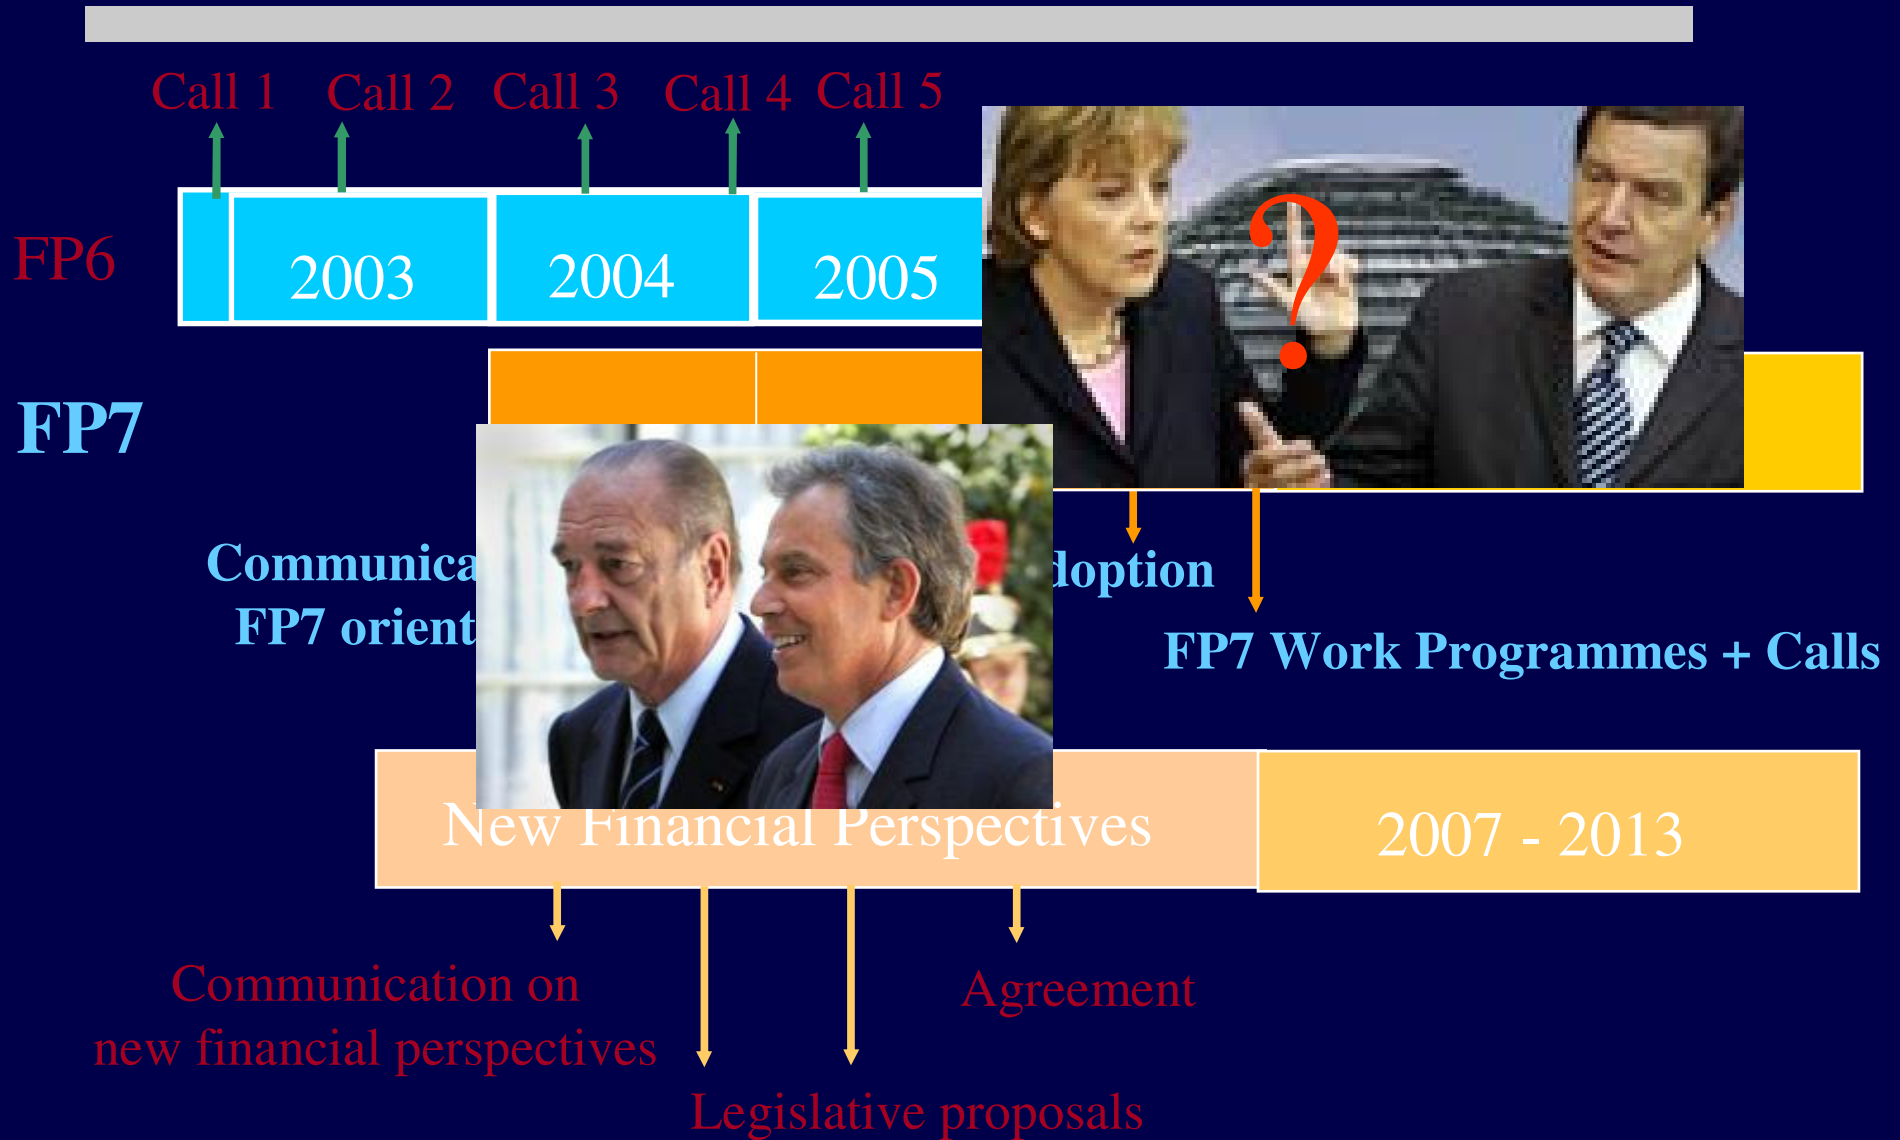 Call 1 Call 2 Call 3 Call 4 Call 5
FP6 2003 2004 2005
?
FP7
Communica doption
FP7 orient
FP7 Work Programmes + Calls
New Financial Perspectives 2007 - 2013
Communication on Agreement
new financial perspectives
Legislative proposals